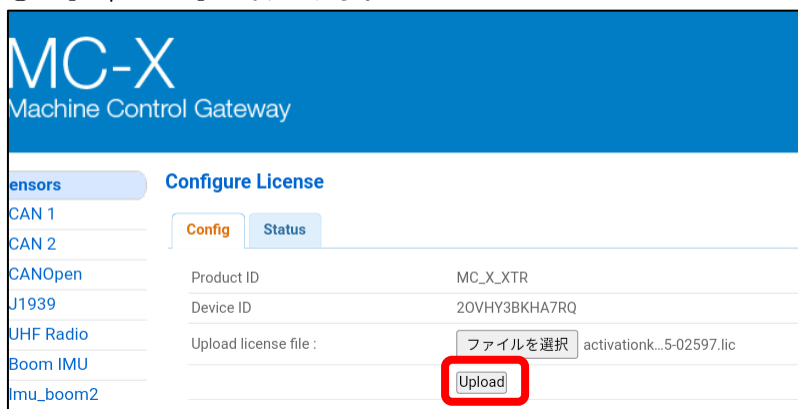 MC-X
Machine Control Gateway
ensors
CAN 1
CAN 2
CANOpen
J1939
UHF Radio
Boom IMU
Imu_boom2
Configure License
Config Status
Product ID MC_X_XTR
Device ID 2OVHY3BKHA7RQ
Upload license file : ファイルを選択 activationk...5-02597.lic
Upload